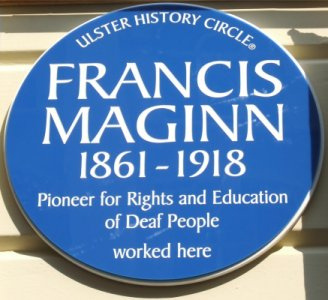 ULSTER HISTORY CIRCLE®
FRANCIS
MAGINN
1861 - 1918
Pioneer for Rights and Education
of Deaf People
worked here